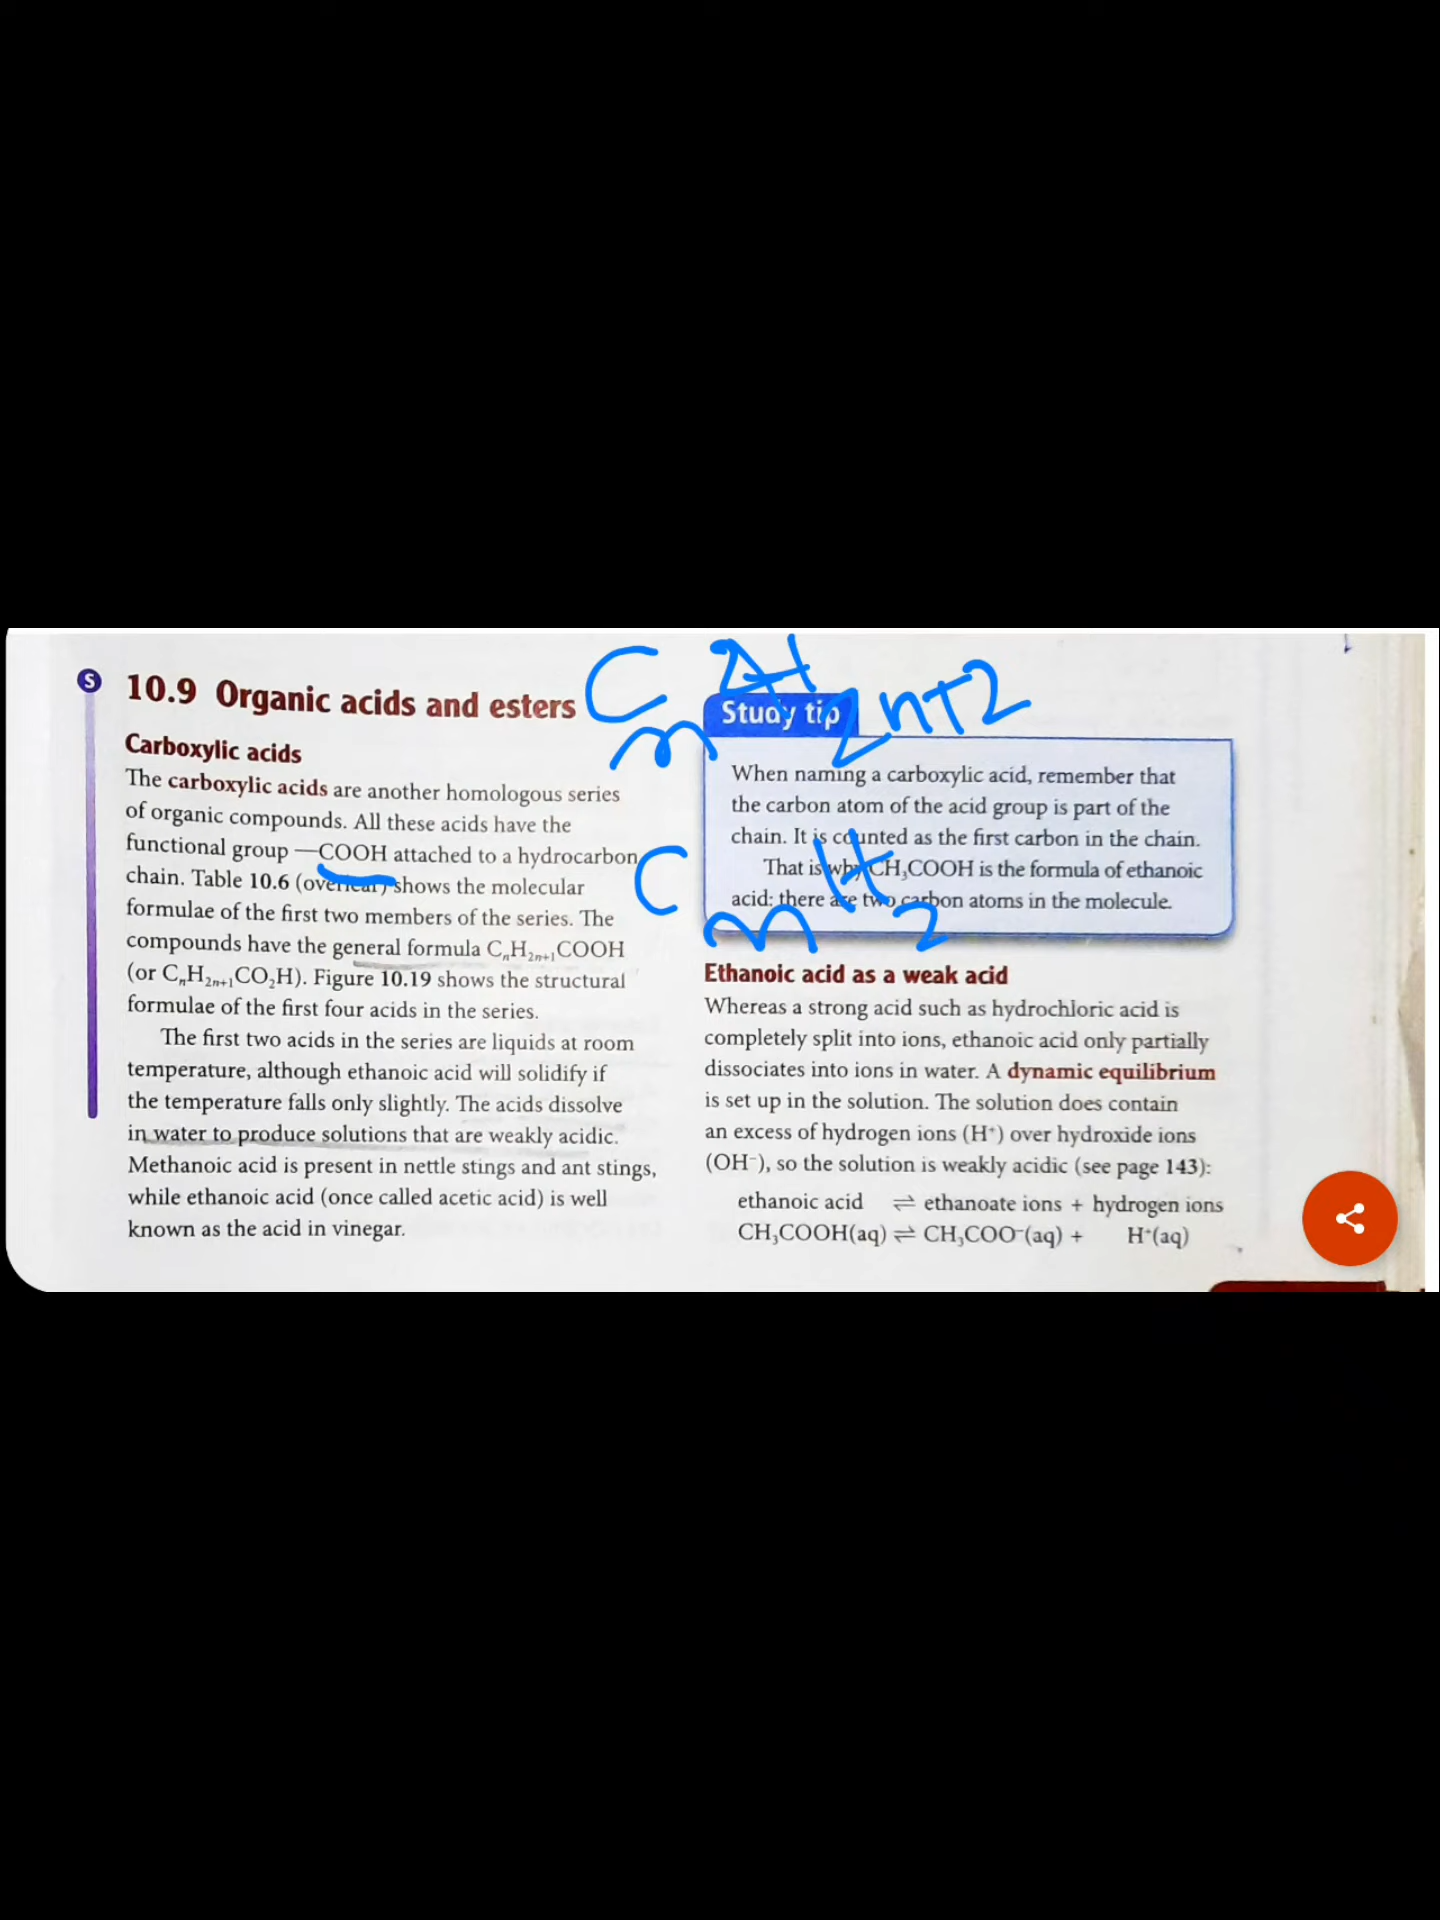 S
10.9 Organic acids and esters
Carboxylic acids
The carboxylic acids are another homologous series
of organic compounds. All these acids have the
functional group —COOH attached to a hydrocarbon
chain. Table 10.6 (overleaf) shows the molecular
formulae of the first two members of the series. The
compounds have the general formula CₙH₂ₙ₊₁COOH
(or CₙH₂ₙ₊₁CO₂H). Figure 10.19 shows the structural
formulae of the first four acids in the series.
The first two acids in the series are liquids at room
temperature, although ethanoic acid will solidify if
the temperature falls only slightly. The acids dissolve
in water to produce solutions that are weakly acidic.
Methanoic acid is present in nettle stings and ant stings,
while ethanoic acid (once called acetic acid) is well
known as the acid in vinegar.
C n H 2n+2
Study tip
When naming a carboxylic acid, remember that
the carbon atom of the acid group is part of the
chain. It is counted as the first carbon in the chain.
That is why CH₃COOH is the formula of ethanoic
acid: there are two carbon atoms in the molecule.
C n H 2
Ethanoic acid as a weak acid
Whereas a strong acid such as hydrochloric acid is
completely split into ions, ethanoic acid only partially
dissociates into ions in water. A dynamic equilibrium
is set up in the solution. The solution does contain
an excess of hydrogen ions (H⁺) over hydroxide ions
(OH⁻), so the solution is weakly acidic (see page 143):
ethanoic acid ⇌ ethanoate ions + hydrogen ions
CH₃COOH(aq) ⇌ CH₃COO⁻(aq) + H⁺(aq)